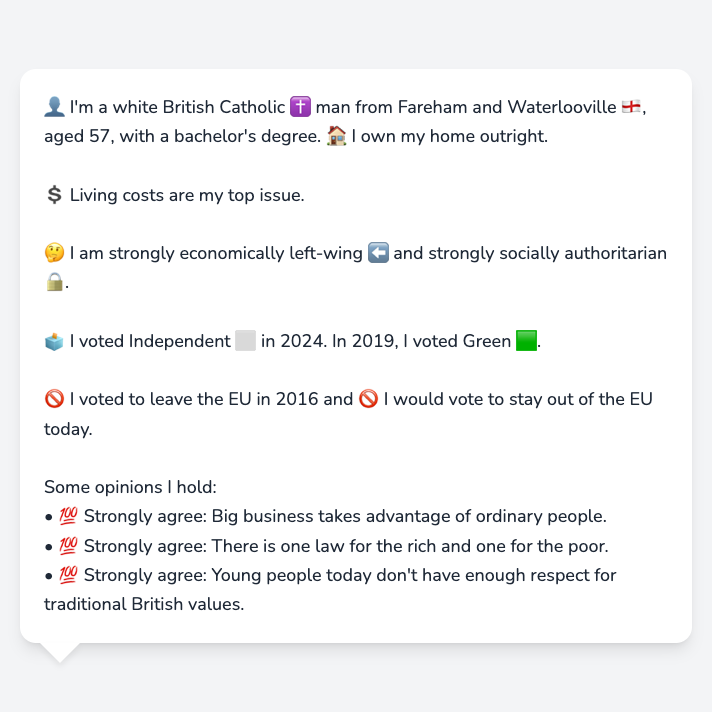 👤 I'm a white British Catholic ✝️ man from Fareham and Waterlooville 🏴󠁧󠁢󠁥󠁮󠁧󠁿,
aged 57, with a bachelor's degree. 🏠 I own my home outright.
💲 Living costs are my top issue.
🤔 I am strongly economically left-wing ⬅️ and strongly socially authoritarian
🔒.
🗳️ I voted Independent ⬜ in 2024. In 2019, I voted Green 🟩.
🚫 I voted to leave the EU in 2016 and 🚫 I would vote to stay out of the EU
today.
Some opinions I hold:
• 💯 Strongly agree: Big business takes advantage of ordinary people.
• 💯 Strongly agree: There is one law for the rich and one for the poor.
• 💯 Strongly agree: Young people today don't have enough respect for
traditional British values.